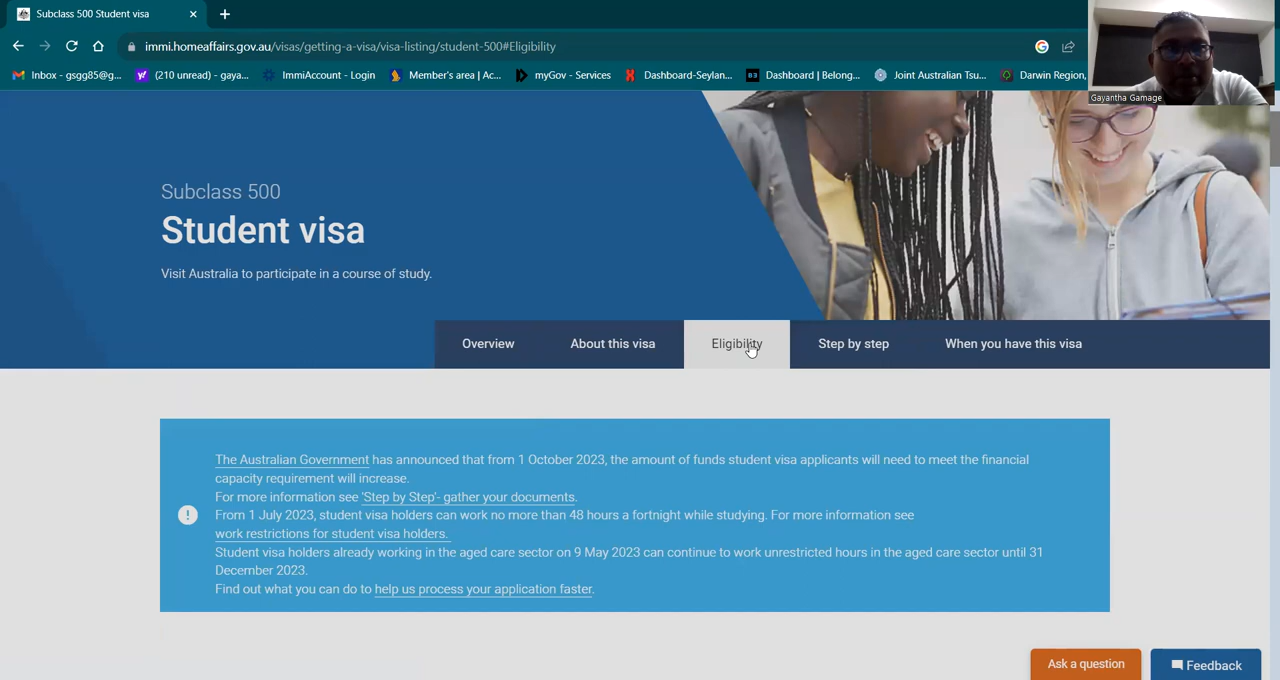 Subclass 500 Student visa
immi.homeaffairs.gov.au/visas/getting-a-visa/visa-listing/student-500#Eligibility
Inbox - gsgg85@g... (210 unread) - gaya... ImmiAccount - Login Member's area | Ac... myGov - Services Dashboard-Seylan... Dashboard | Belong... Joint Australian Tsu... Darwin Region,
Gayantha Gamage
Subclass 500
Student visa
Visit Australia to participate in a course of study.
Overview About this visa Eligibility Step by step When you have this visa
The Australian Government has announced that from 1 October 2023, the amount of funds student visa applicants will need to meet the financial
capacity requirement will increase.
For more information see 'Step by Step'- gather your documents.
From 1 July 2023, student visa holders can work no more than 48 hours a fortnight while studying. For more information see
work restrictions for student visa holders.
Student visa holders already working in the aged care sector on 9 May 2023 can continue to work unrestricted hours in the aged care sector until 31
December 2023.
Find out what you can do to help us process your application faster.
Ask a question Feedback